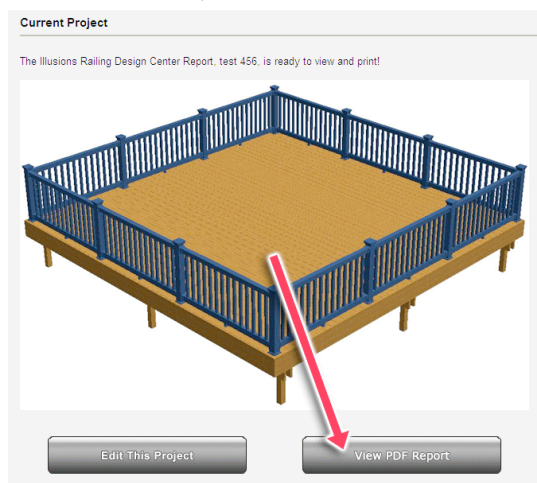 Current Project
The Illusions Railing Design Center Report, test 456, is ready to view and print!
Edit This Project
View PDF Report